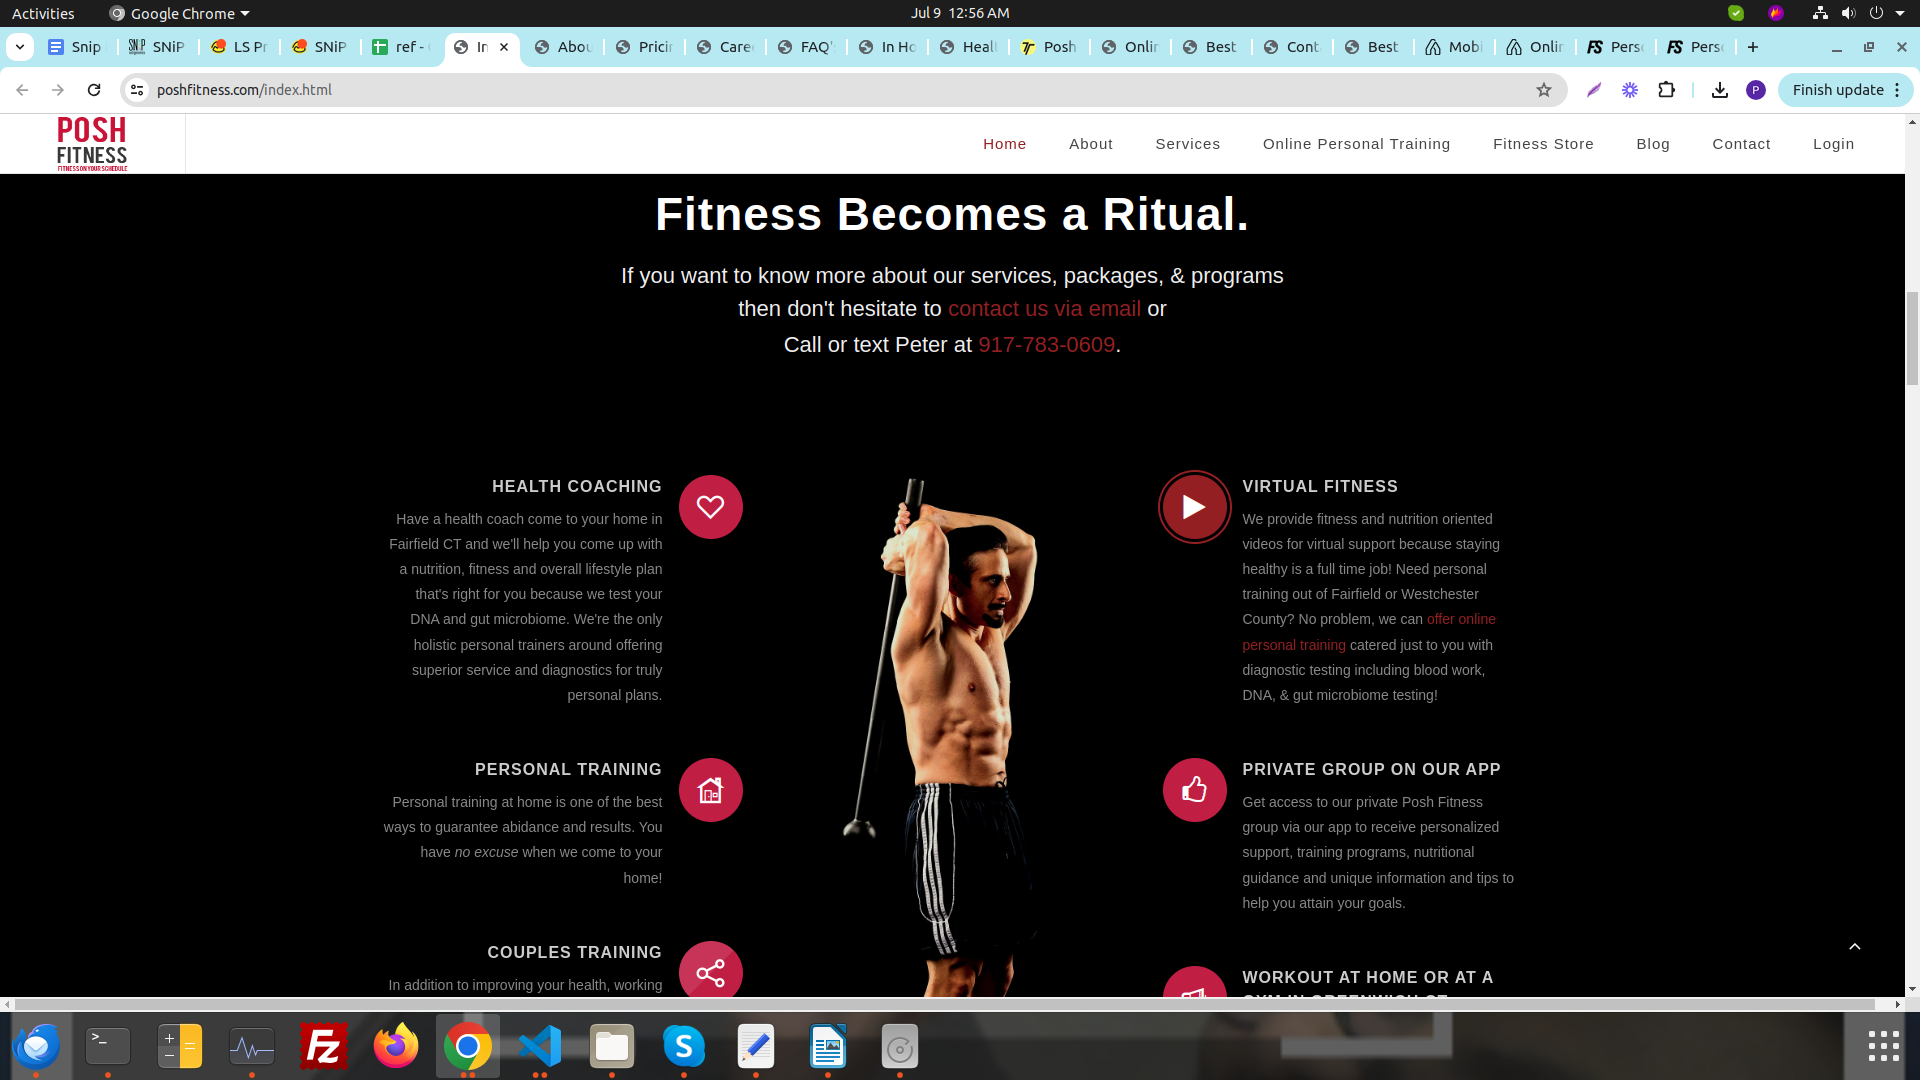 Activities
Google Chrome
Jul 9 12:56 AM
Snip
SNiP
LS Pr
SNiP
ref -
In
Abou
Pricin
Care
FAQ'
In Ho
Healt
Posh
Onlin
Best
Cont
Best
Mobi
Onlin
Perso
Perso
poshfitness.com/index.html
P
Finish update
POSH
FITNESS
FITNESS ON YOUR SCHEDULE
Home
About
Services
Online Personal Training
Fitness Store
Blog
Contact
Login
Fitness Becomes a Ritual.
If you want to know more about our services, packages, & programs
then don't hesitate to contact us via email or
Call or text Peter at 917-783-0609.
HEALTH COACHING
Have a health coach come to your home in
Fairfield CT and we'll help you come up with
a nutrition, fitness and overall lifestyle plan
that's right for you because we test your
DNA and gut microbiome. We're the only
holistic personal trainers around offering
superior service and diagnostics for truly
personal plans.
PERSONAL TRAINING
Personal training at home is one of the best
ways to guarantee abidance and results. You
have no excuse when we come to your
home!
COUPLES TRAINING
In addition to improving your health, working
VIRTUAL FITNESS
We provide fitness and nutrition oriented
videos for virtual support because staying
healthy is a full time job! Need personal
training out of Fairfield or Westchester
County? No problem, we can offer online
personal training catered just to you with
diagnostic testing including blood work,
DNA, & gut microbiome testing!
PRIVATE GROUP ON OUR APP
Get access to our private Posh Fitness
group via our app to receive personalized
support, training programs, nutritional
guidance and unique information and tips to
help you attain your goals.
WORKOUT AT HOME OR AT A
GYM IN GREENWICH CT